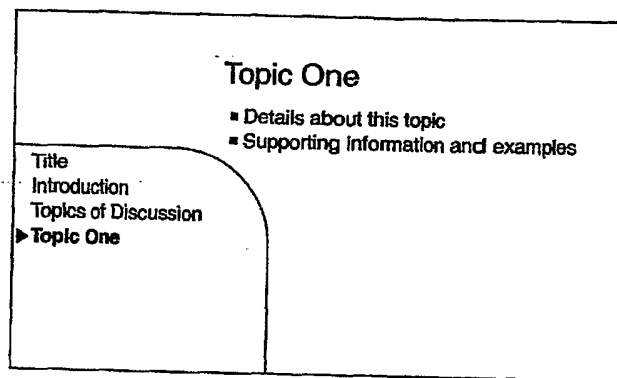 Topic One
▪ Details about this topic
▪ Supporting information and examples
Title
Introduction
Topics of Discussion
▶Topic One